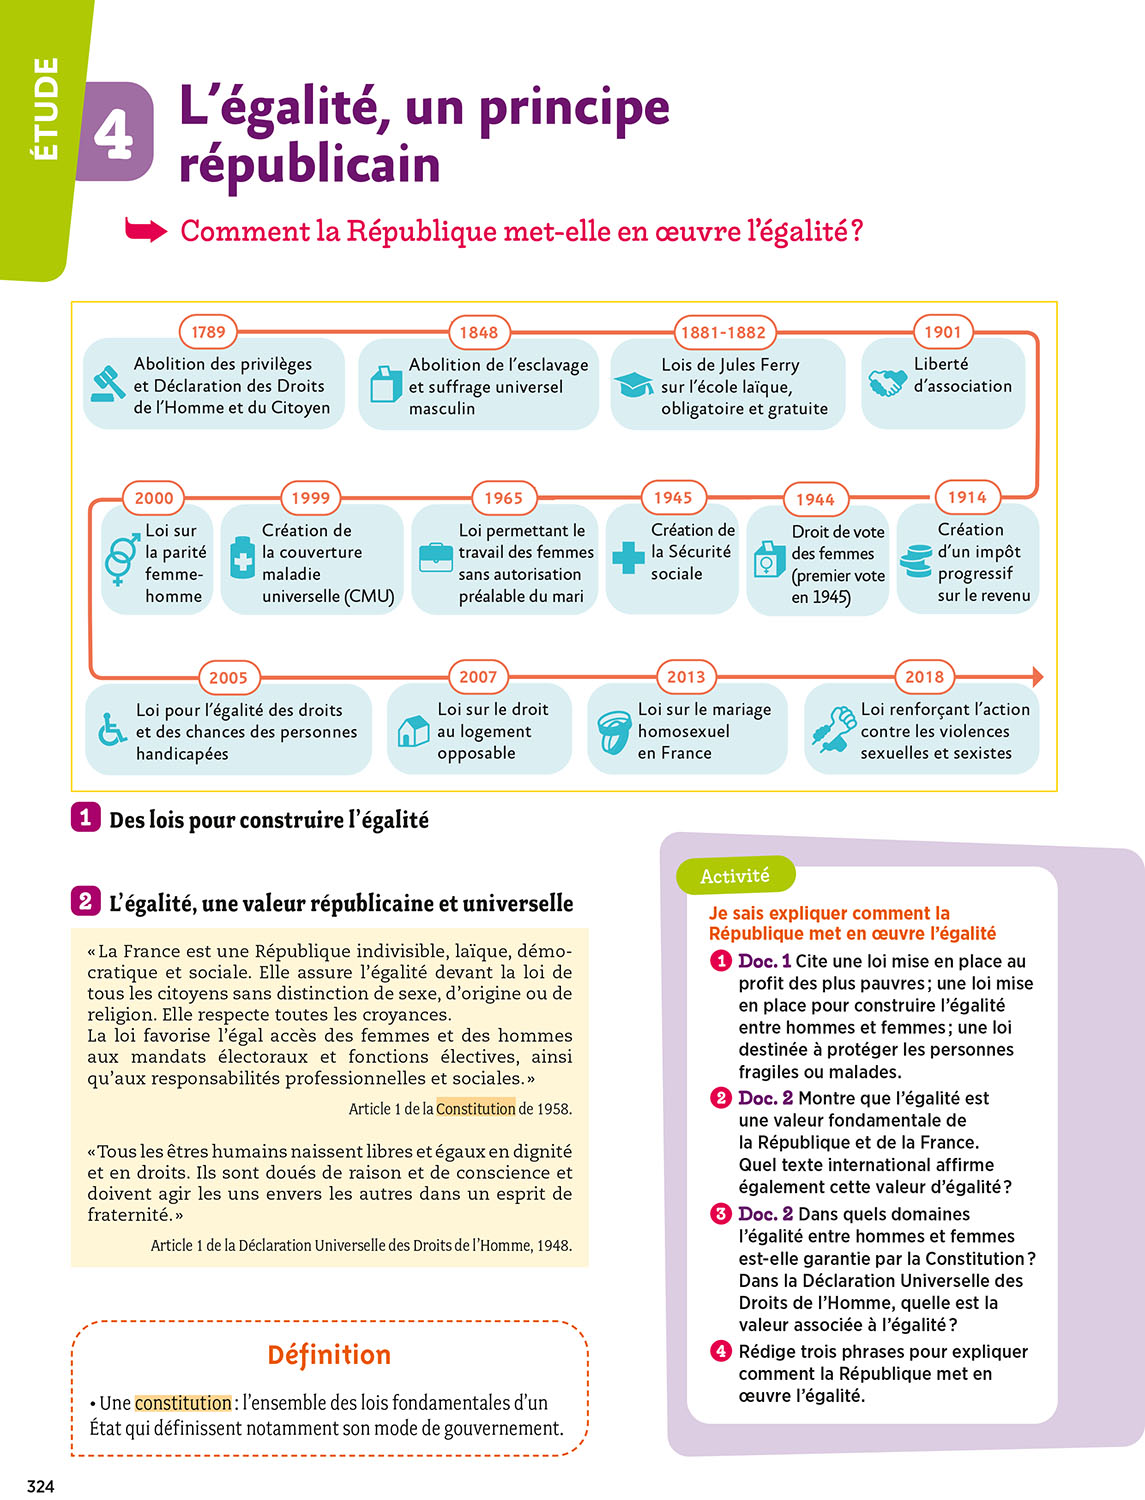 ÉTUDE
4
L'égalité, un principe
républicain
Comment la République met-elle en œuvre l'égalité ?
1789
Abolition des privilèges
et Déclaration des Droits
de l'Homme et du Citoyen
1848
Abolition de l'esclavage
et suffrage universel
masculin
1881-1882
Lois de Jules Ferry
sur l'école laïque,
obligatoire et gratuite
1901
Liberté
d'association
2000
Loi sur
la parité
femme-
homme
1999
Création de
la couverture
maladie
universelle (CMU)
1965
Loi permettant le
travail des femmes
sans autorisation
préalable du mari
1945
Création de
la Sécurité
sociale
1944
Droit de vote
des femmes
(premier vote
en 1945)
1914
Création
d'un impôt
progressif
sur le revenu
2005
Loi pour l'égalité des droits
et des chances des personnes
handicapées
2007
Loi sur le droit
au logement
opposable
2013
Loi sur le mariage
homosexuel
en France
2018
Loi renforçant l'action
contre les violences
sexuelles et sexistes
1 Des lois pour construire l'égalité
2 L'égalité, une valeur républicaine et universelle
« La France est une République indivisible, laïque, démo-
cratique et sociale. Elle assure l'égalité devant la loi de
tous les citoyens sans distinction de sexe, d'origine ou de
religion. Elle respecte toutes les croyances.
La loi favorise l'égal accès des femmes et des hommes
aux mandats électoraux et fonctions électives, ainsi
qu'aux responsabilités professionnelles et sociales. »
Article 1 de la Constitution de 1958.
« Tous les êtres humains naissent libres et égaux en dignité
et en droits. Ils sont doués de raison et de conscience et
doivent agir les uns envers les autres dans un esprit de
fraternité. »
Article 1 de la Déclaration Universelle des Droits de l'Homme, 1948.
Définition
• Une constitution : l'ensemble des lois fondamentales d'un
État qui définissent notamment son mode de gouvernement.
Activité
Je sais expliquer comment la
République met en œuvre l'égalité
1 Doc. 1 Cite une loi mise en place au
profit des plus pauvres ; une loi mise
en place pour construire l'égalité
entre hommes et femmes ; une loi
destinée à protéger les personnes
fragiles ou malades.
2 Doc. 2 Montre que l'égalité est
une valeur fondamentale de
la République et de la France.
Quel texte international affirme
également cette valeur d'égalité ?
3 Doc. 2 Dans quels domaines
l'égalité entre hommes et femmes
est-elle garantie par la Constitution ?
Dans la Déclaration Universelle des
Droits de l'Homme, quelle est la
valeur associée à l'égalité ?
4 Rédige trois phrases pour expliquer
comment la République met en
œuvre l'égalité.
324